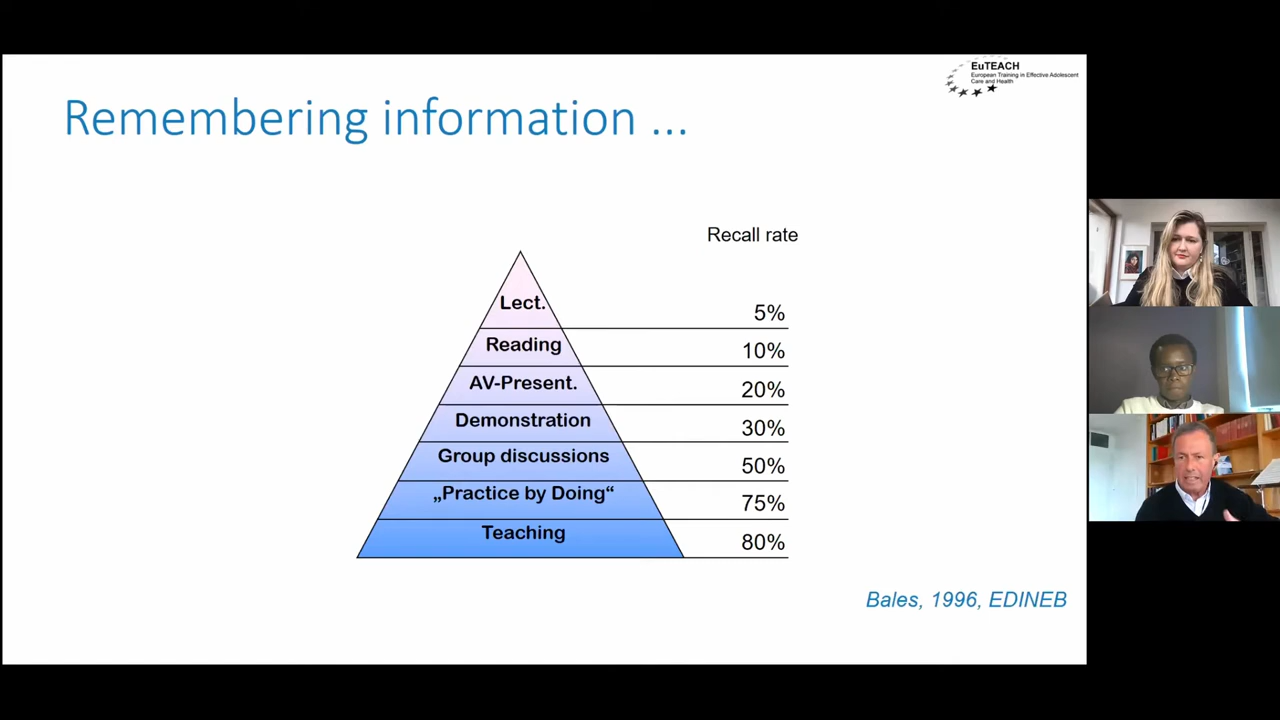 EuTEACH
European Training in Effective Adolescent
Care and Health
Remembering information ...
Recall rate
Lect. 5%
Reading 10%
AV-Present. 20%
Demonstration 30%
Group discussions 50%
„Practice by Doing“ 75%
Teaching 80%
Bales, 1996, EDINEB